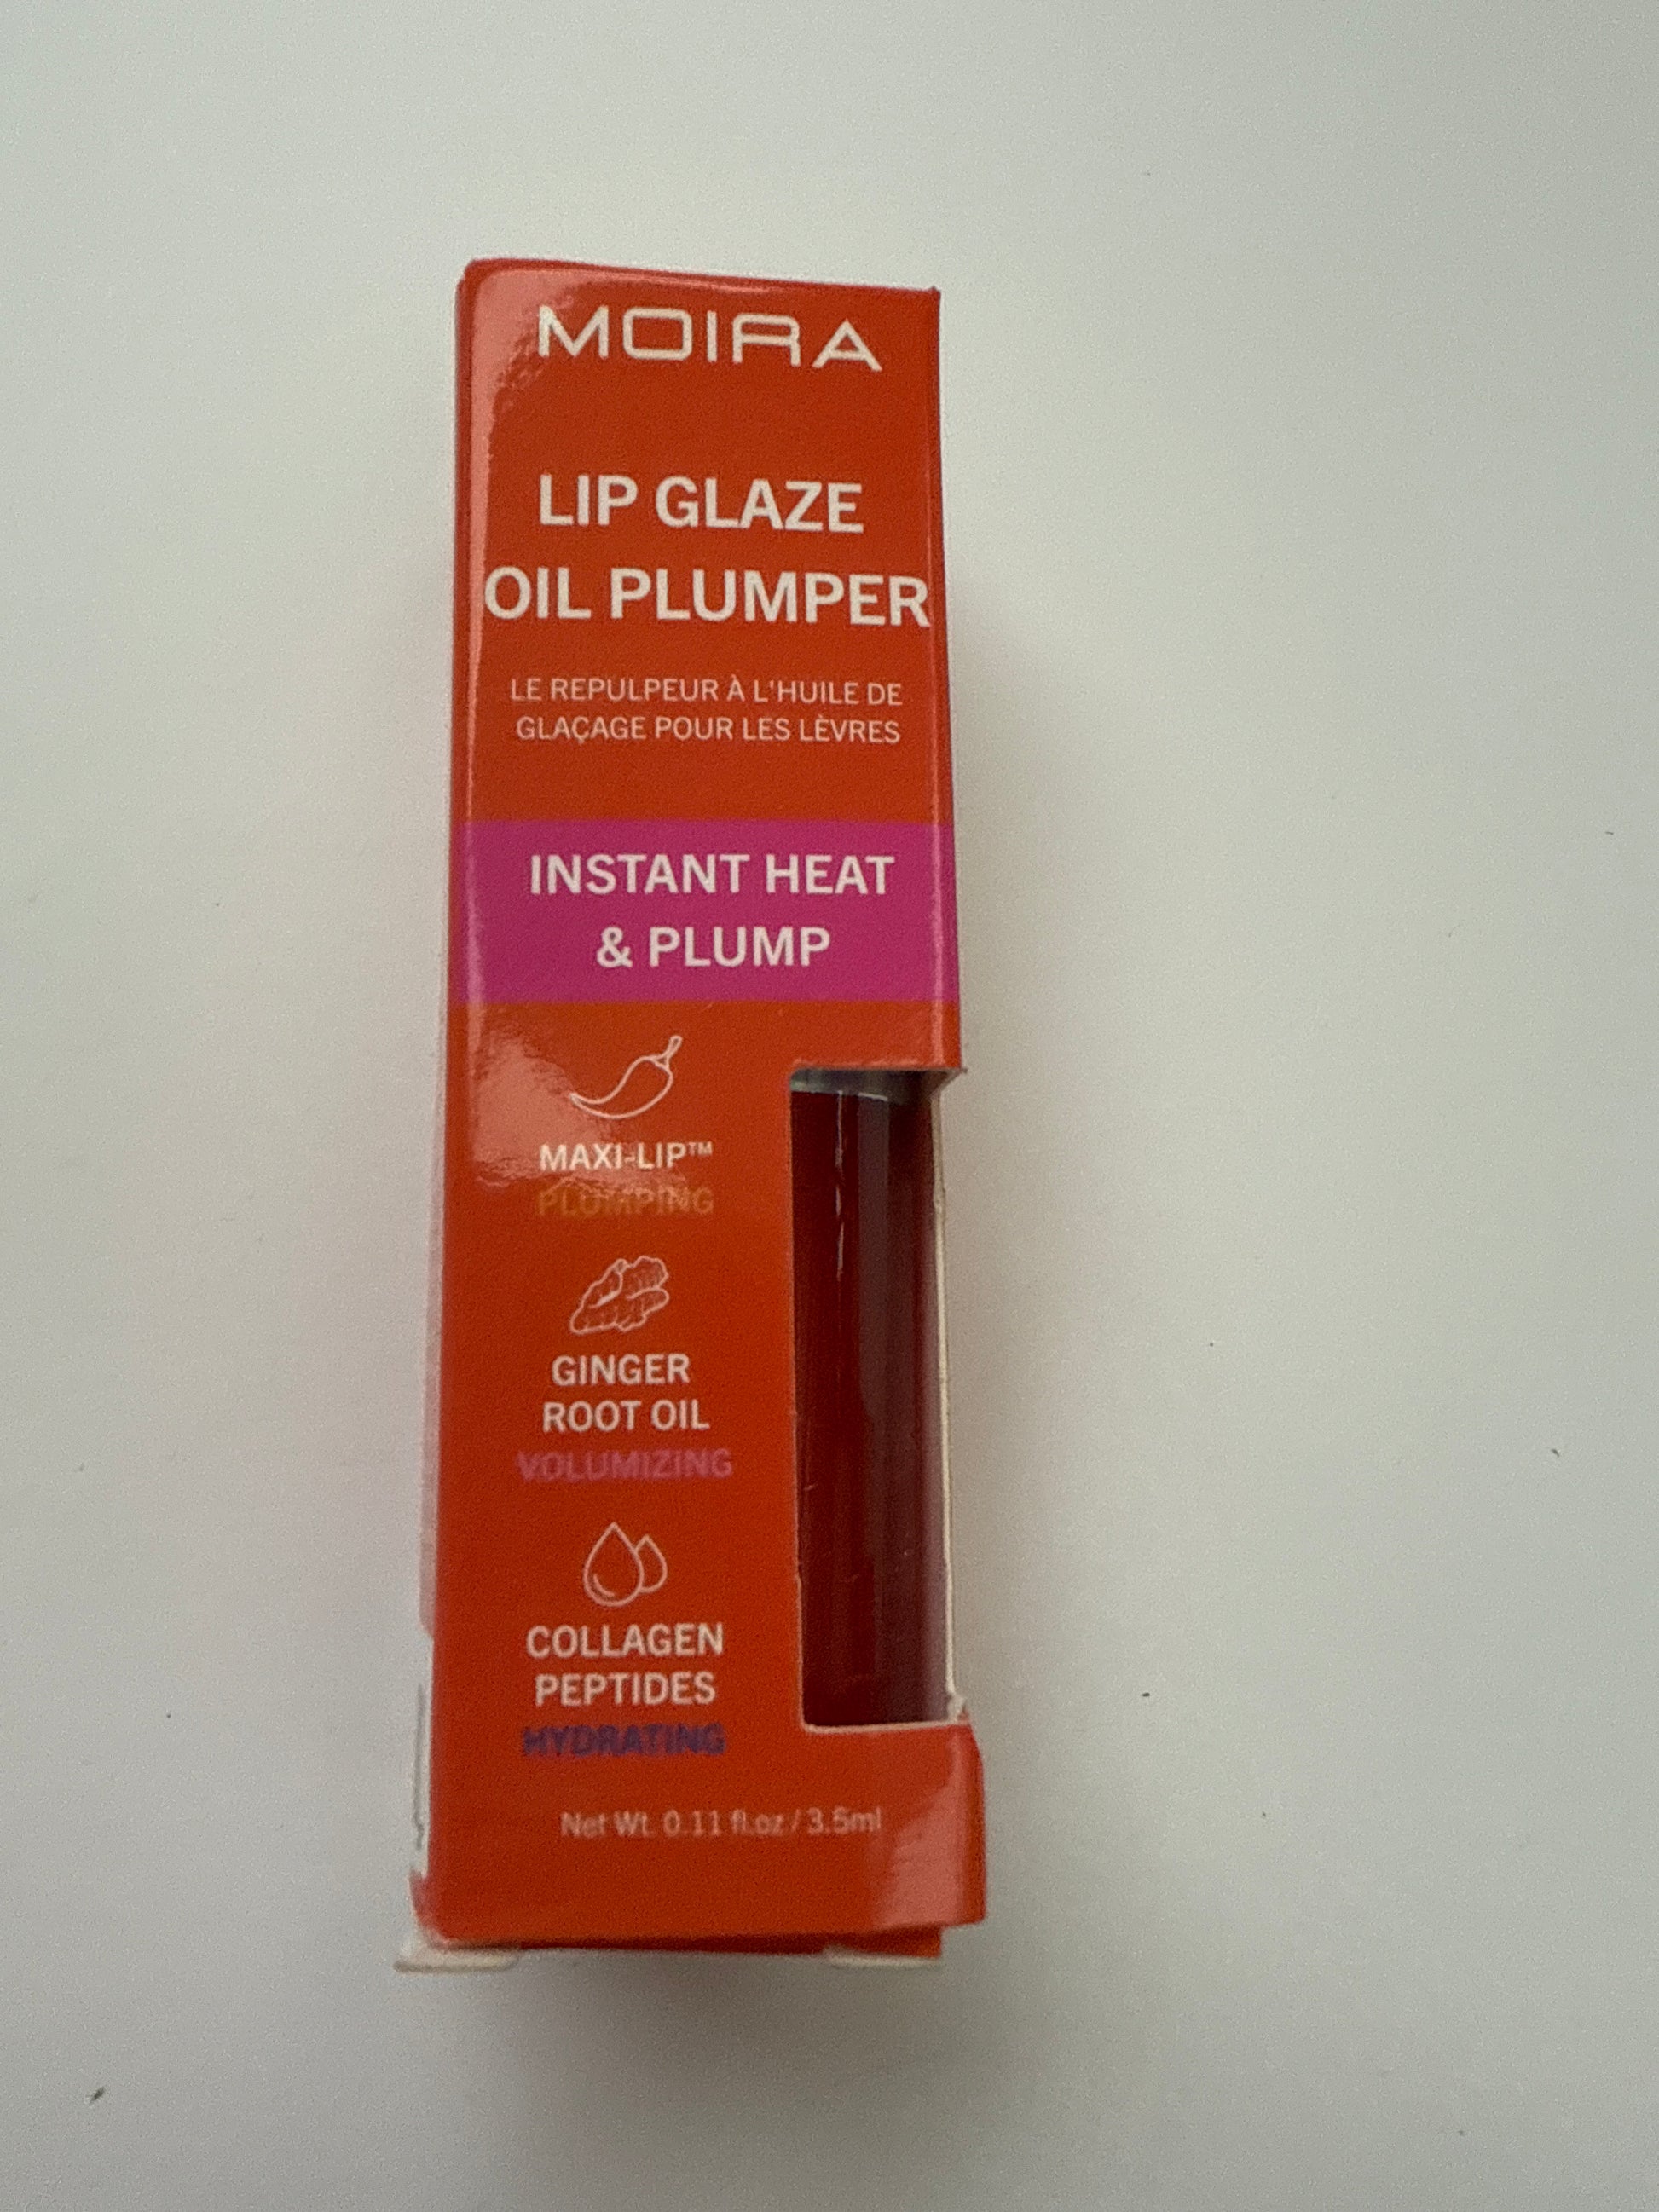 MOIRA
LIP GLAZE
OIL PLUMPER
LE REPULPEUR À L'HUILE DE
GLAÇAGE POUR LES LÈVRES
INSTANT HEAT
& PLUMP
MAXI-LIP™
PLUMPING
GINGER
ROOT OIL
VOLUMIZING
COLLAGEN
PEPTIDES
HYDRATING
Net Wt. 0.11 fl.oz / 3.5ml